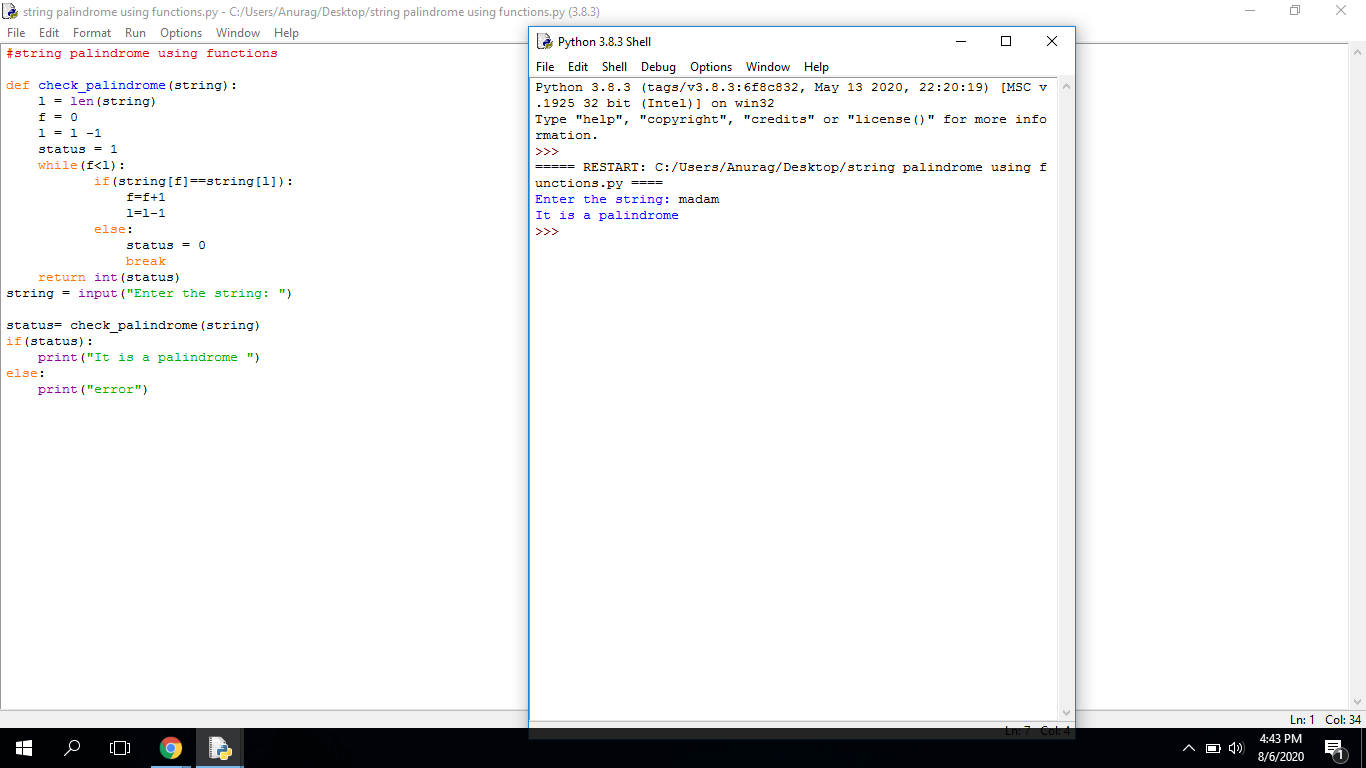 string palindrome using functions.py - C:/Users/Anurag/Desktop/string palindrome using functions.py (3.8.3)
File Edit Format Run Options Window Help
#string palindrome using functions
def check_palindrome(string):
    l = len(string)
    f = 0
    l = l -1
    status = 1
    while(f<l):
           if(string[f]==string[l]):
               f=f+1
               l=l-1
           else:
               status = 0
               break
    return int(status)
string = input("Enter the string: ")
status= check_palindrome(string)
if(status):
    print("It is a palindrome ")
else:
    print("error")
Ln: 1 Col: 34
Python 3.8.3 Shell
File Edit Shell Debug Options Window Help
Python 3.8.3 (tags/v3.8.3:6f8c832, May 13 2020, 22:20:19) [MSC v
.1925 32 bit (Intel)] on win32
Type "help", "copyright", "credits" or "license()" for more info
rmation.
>>>
===== RESTART: C:/Users/Anurag/Desktop/string palindrome using f
unctions.py ====
Enter the string: madam
It is a palindrome
>>>
Ln: 7 Col: 4
4:43 PM
8/6/2020
1